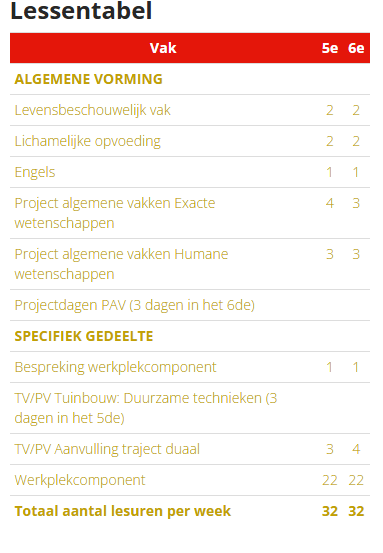 Lessentabel
Vak 5e 6e
ALGEMENE VORMING
Levensbeschouwelijk vak 2 2
Lichamelijke opvoeding 2 2
Engels 1 1
Project algemene vakken Exacte 4 3
wetenschappen
Project algemene vakken Humane 3 3
wetenschappen
Projectdagen PAV (3 dagen in het 6de)
SPECIFIEK GEDEELTE
Bespreking werkplekcomponent 1 1
TV/PV Tuinbouw: Duurzame technieken (3
dagen in het 5de)
TV/PV Aanvulling traject duaal 3 4
Werkplekcomponent 22 22
Totaal aantal lesuren per week 32 32